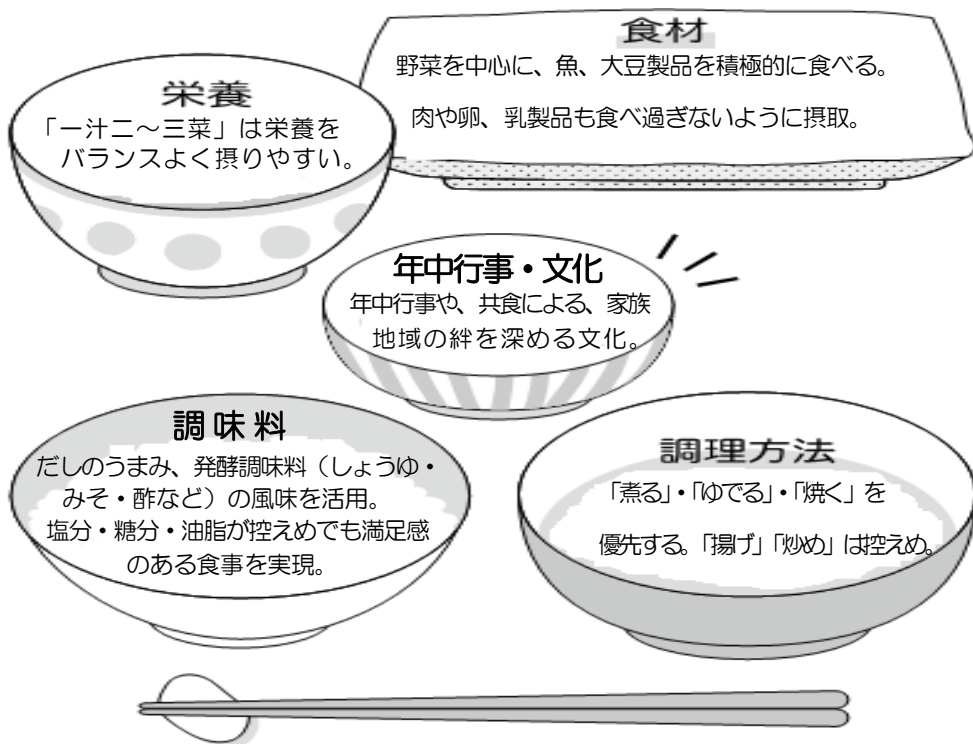 食材
野菜を中心に、魚、大豆製品を積極的に食べる。
肉や卵、乳製品も食べ過ぎないように摂取。
栄養
「一汁二～三菜」は栄養を
バランスよく摂りやすい。
年中行事・文化
年中行事や、共食による、家族
地域の絆を深める文化。
調味料
だしのうまみ、発酵調味料（しょうゆ・
みそ・酢など）の風味を活用。
塩分・糖分・油脂が控えめでも満足感
のある食事を実現。
調理方法
「煮る」・「ゆでる」・「焼く」を
優先する。「揚げ」「炒め」は控えめ。